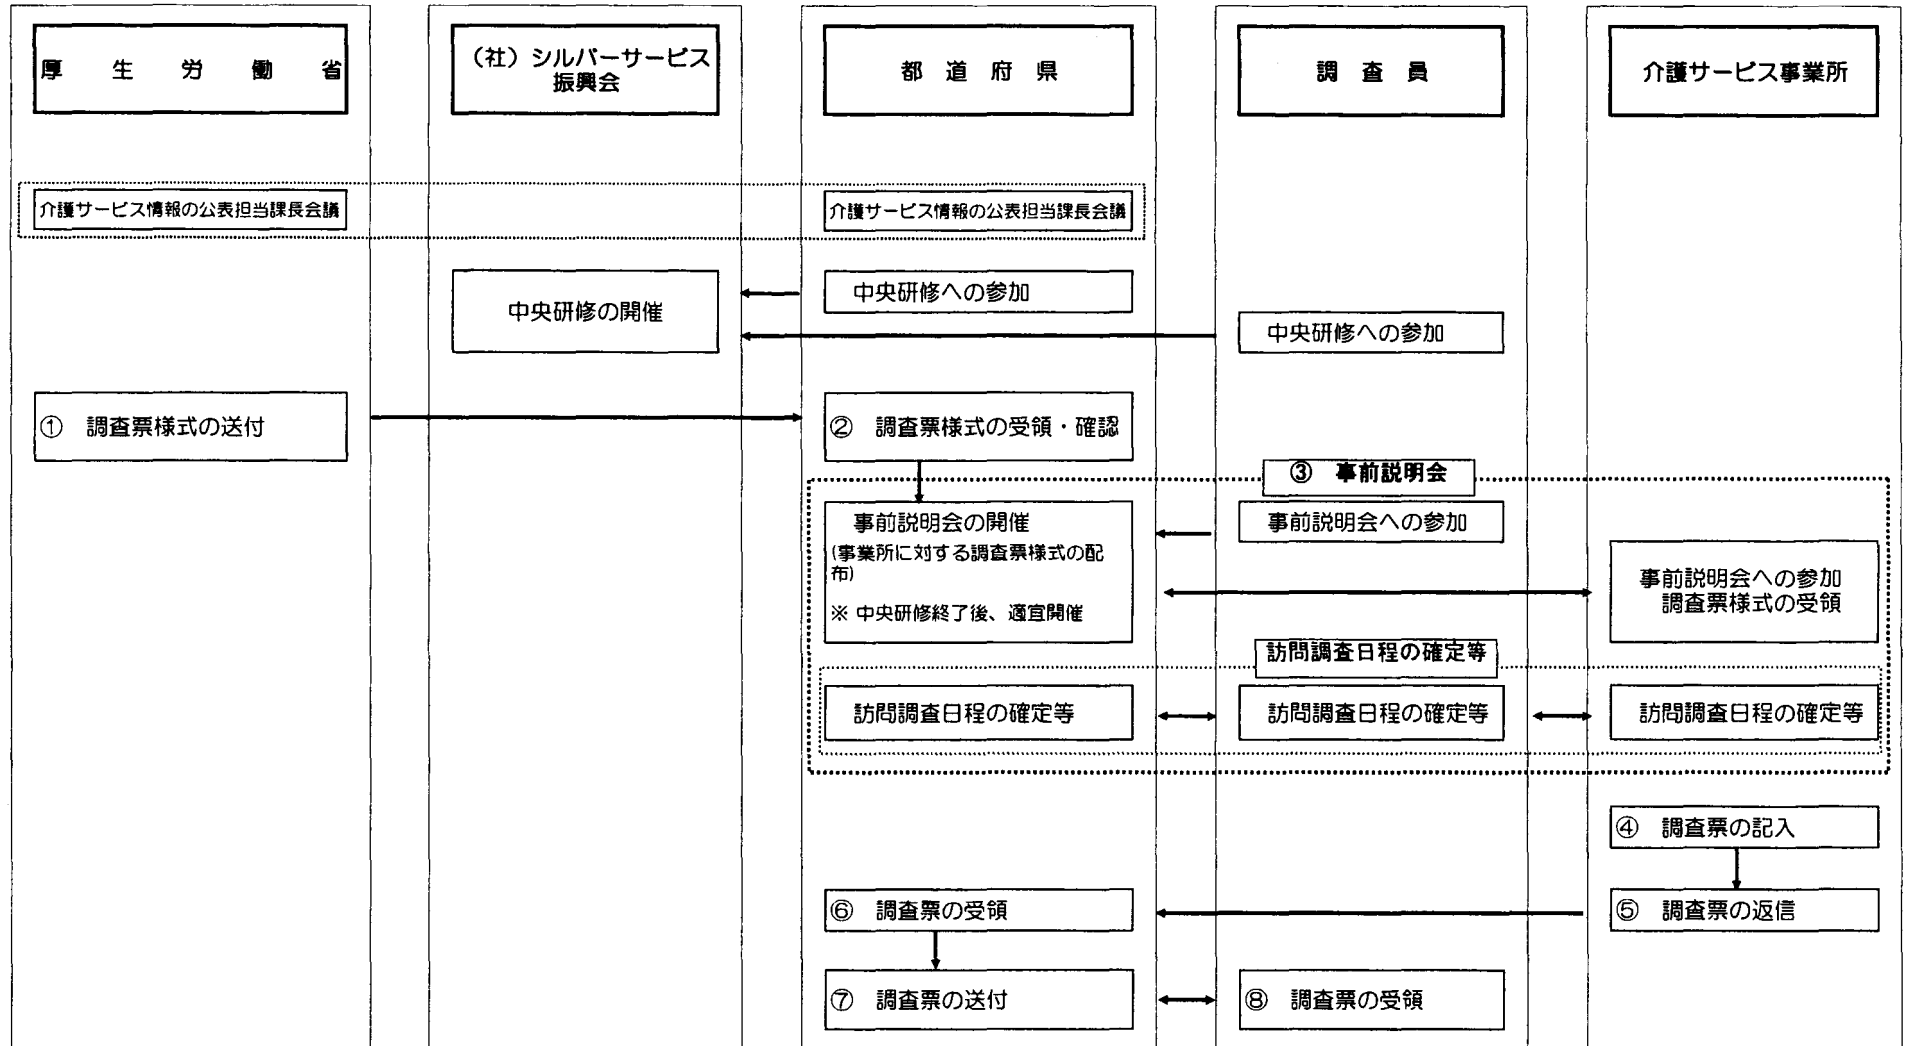 厚生労働省
（社）シルバーサービス
振興会
都道府県
調査員
介護サービス事業所
介護サービス情報の公表担当課長会議
介護サービス情報の公表担当課長会議
中央研修の開催
中央研修への参加
中央研修への参加
① 調査票様式の送付
② 調査票様式の受領・確認
③ 事前説明会
事前説明会の開催
(事業所に対する調査票様式の配
布)
※ 中央研修終了後、適宜開催
事前説明会への参加
事前説明会への参加
調査票様式の受領
訪問調査日程の確定等
訪問調査日程の確定等
訪問調査日程の確定等
訪問調査日程の確定等
④ 調査票の記入
⑥ 調査票の受領
⑤ 調査票の返信
⑦ 調査票の送付
⑧ 調査票の受領